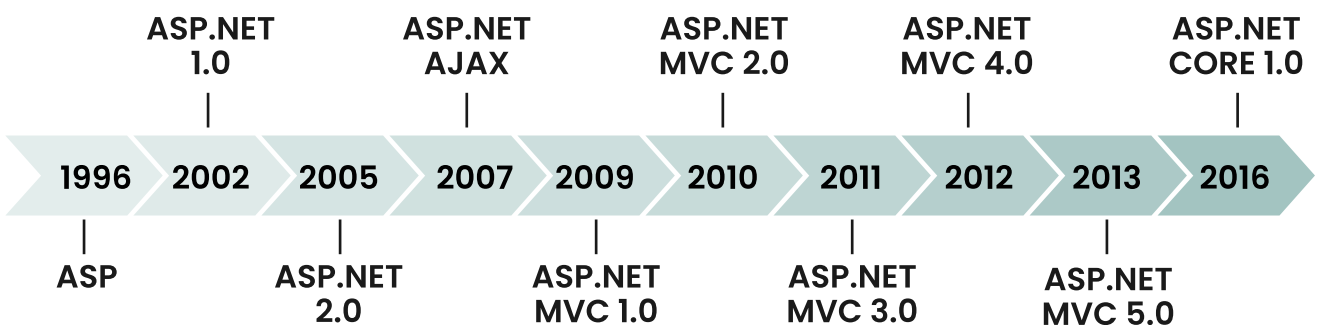 ASP.NET
1.0
ASP.NET
AJAX
ASP.NET
MVC 2.0
ASP.NET
MVC 4.0
ASP.NET
CORE 1.0
1996 2002 2005 2007 2009 2010 2011 2012 2013 2016
ASP
ASP.NET
2.0
ASP.NET
MVC 1.0
ASP.NET
MVC 3.0
ASP.NET
MVC 5.0